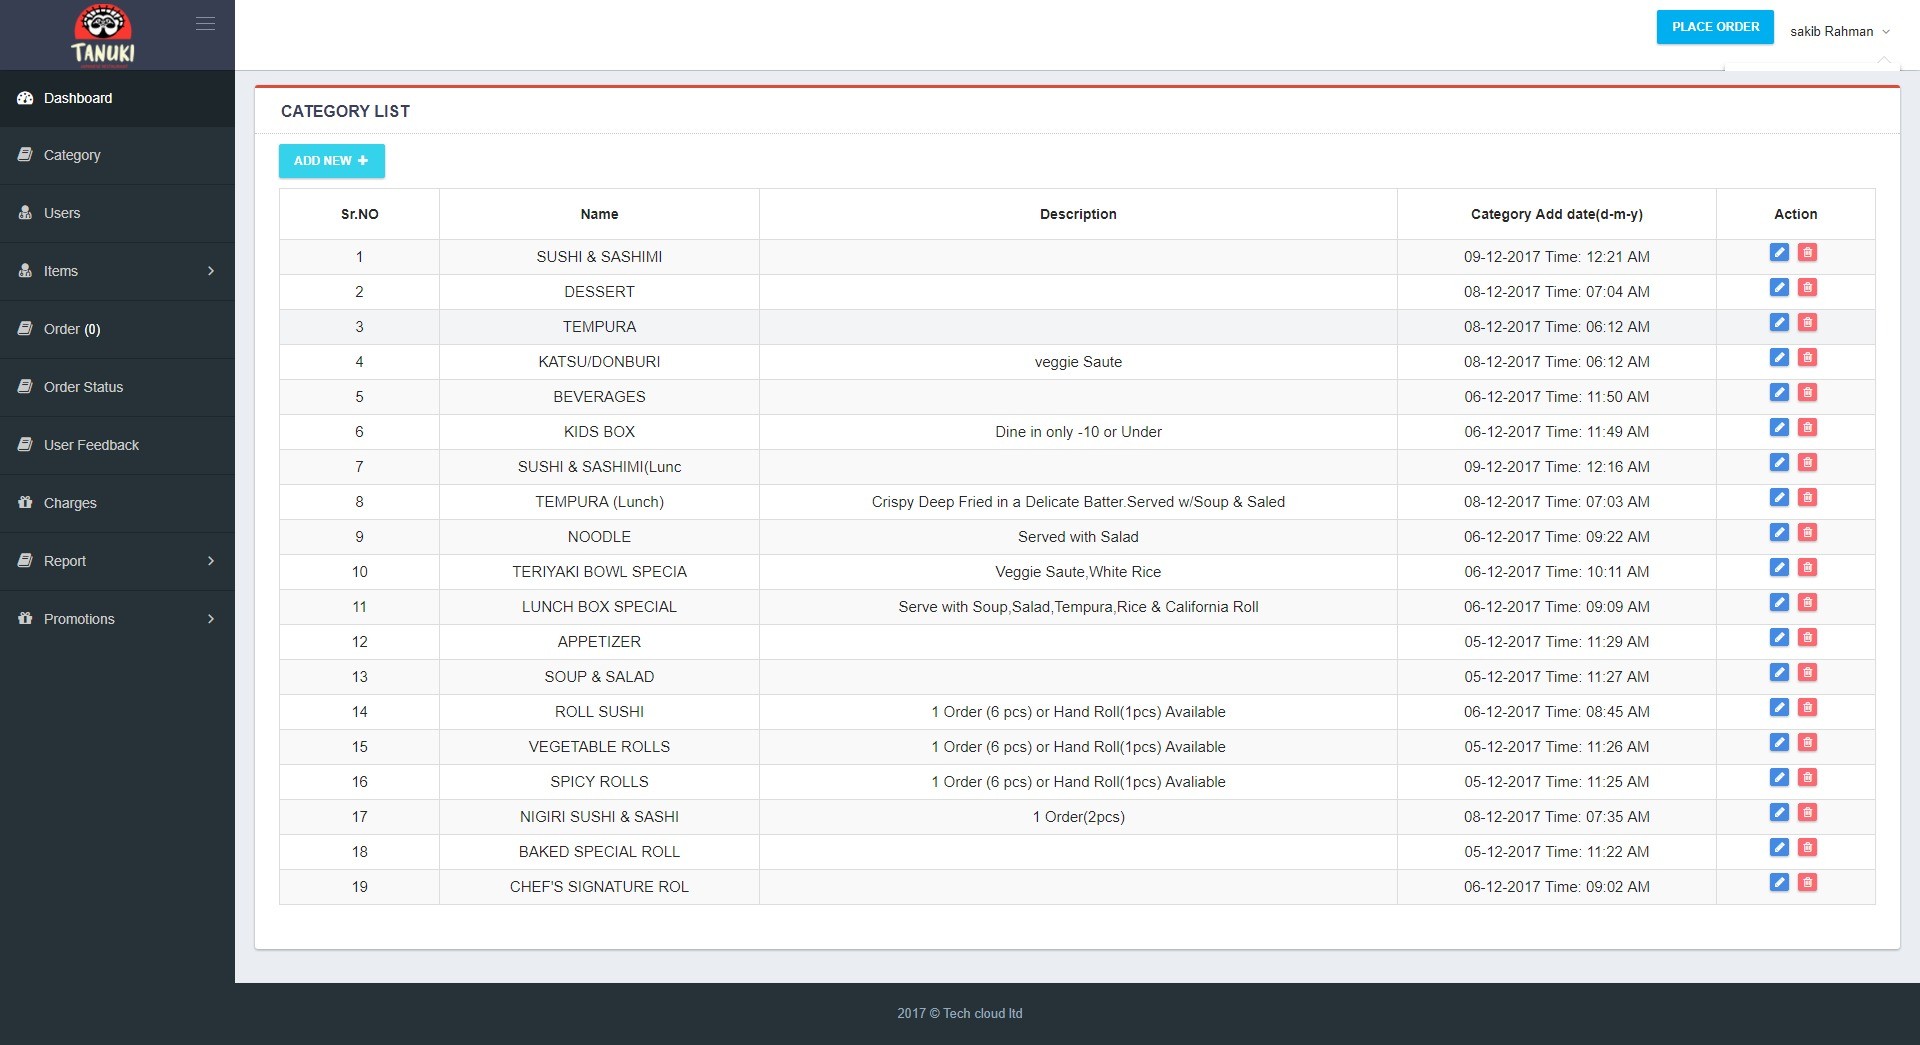 TANUKI
PLACE ORDER
sakib Rahman
Dashboard
Category
Users
Items
Order (0)
Order Status
User Feedback
Charges
Report
Promotions
CATEGORY LIST
ADD NEW
Sr.NO Name Description Category Add date(d-m-y) Action
1 SUSHI & SASHIMI 09-12-2017 Time: 12:21 AM
2 DESSERT 08-12-2017 Time: 07:04 AM
3 TEMPURA 08-12-2017 Time: 06:12 AM
4 KATSU/DONBURI veggie Saute 08-12-2017 Time: 06:12 AM
5 BEVERAGES 06-12-2017 Time: 11:50 AM
6 KIDS BOX Dine in only -10 or Under 06-12-2017 Time: 11:49 AM
7 SUSHI & SASHIMI(Lunc 09-12-2017 Time: 12:16 AM
8 TEMPURA (Lunch) Crispy Deep Fried in a Delicate Batter.Served w/Soup & Saled 08-12-2017 Time: 07:03 AM
9 NOODLE Served with Salad 06-12-2017 Time: 09:22 AM
10 TERIYAKI BOWL SPECIA Veggie Saute,White Rice 06-12-2017 Time: 10:11 AM
11 LUNCH BOX SPECIAL Serve with Soup,Salad,Tempura,Rice & California Roll 06-12-2017 Time: 09:09 AM
12 APPETIZER 05-12-2017 Time: 11:29 AM
13 SOUP & SALAD 05-12-2017 Time: 11:27 AM
14 ROLL SUSHI 1 Order (6 pcs) or Hand Roll(1pcs) Available 06-12-2017 Time: 08:45 AM
15 VEGETABLE ROLLS 1 Order (6 pcs) or Hand Roll(1pcs) Available 05-12-2017 Time: 11:26 AM
16 SPICY ROLLS 1 Order (6 pcs) or Hand Roll(1pcs) Avaliable 05-12-2017 Time: 11:25 AM
17 NIGIRI SUSHI & SASHI 1 Order(2pcs) 08-12-2017 Time: 07:35 AM
18 BAKED SPECIAL ROLL 05-12-2017 Time: 11:22 AM
19 CHEF'S SIGNATURE ROL 06-12-2017 Time: 09:02 AM
2017 © Tech cloud ltd